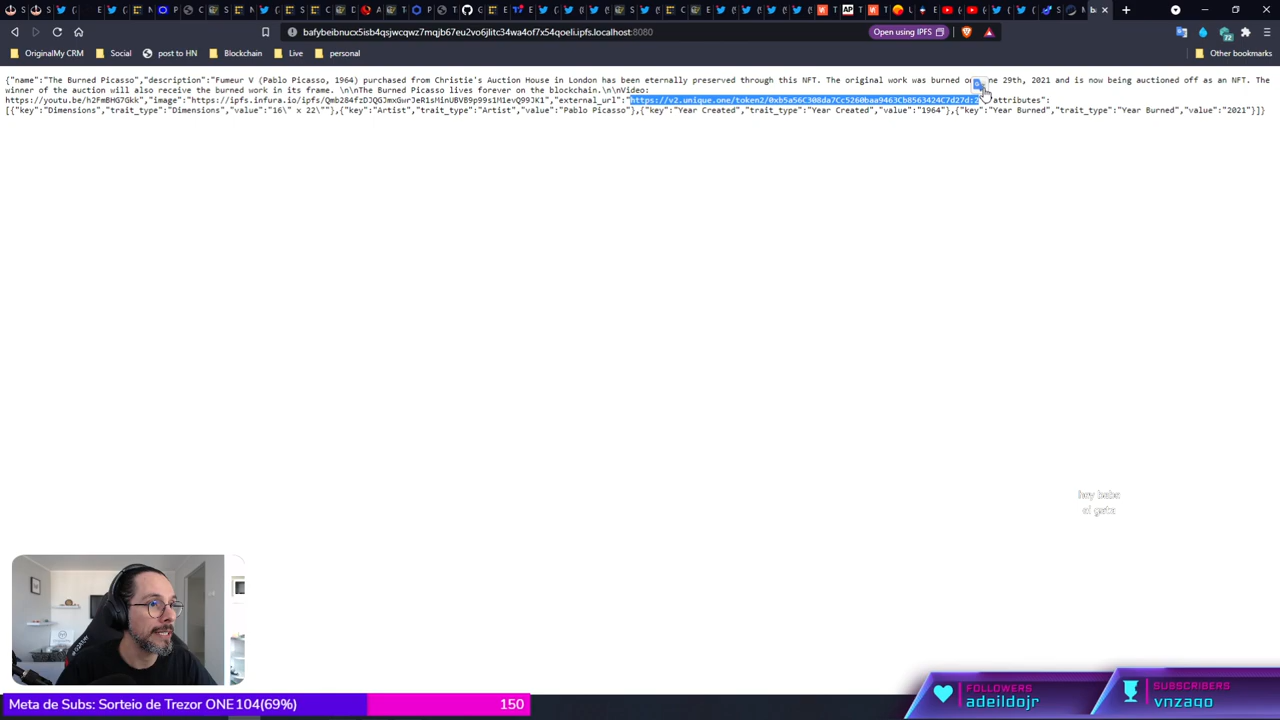 bafybeibnucx5isb4qsjwcqwz7mqjb67eu2vo6jlitc34wa4of7x54qoeli.ipfs.localhost:8080
Open using IPFS
OriginalMy CRM
Social
post to HN
Blockchain
Live
personal
Other bookmarks
{"name":"The Burned Picasso","description":"Fumeur V (Pablo Picasso, 1964) purchased from Christie's Auction House in London has been eternally preserved through this NFT. The original work was burned on ne 29th, 2021 and is now being auctioned off as an NFT. The
winner of the auction will also receive the burned work in its frame. \n\nThe Burned Picasso lives forever on the blockchain.\n\nVideo:
https://youtu.be/h2FmBHG7Gkk","image":"https://ipfs.infura.io/ipfs/Qmb284fzDJQGJmxGwrJeR1sMinUBVB9p99s1M1evQ99JK1","external_url":"https://v2.unique.one/token2/0xb5a56C308da7Cc5260baa9463Cb8563424C7d27d:2 attributes":
[{"key":"Dimensions","trait_type":"Dimensions","value":"16\" x 22\""},{"key":"Artist","trait_type":"Artist","value":"Pablo Picasso"},{"key":"Year Created","trait_type":"Year Created","value":"1964"},{"key":"Year Burned","trait_type":"Year Burned","value":"2021"}]}
Meta de Subs: Sorteio de Trezor ONE 104(69%)
150
FOLLOWERS
adeildojr
SUBSCRIBERS
vnzago